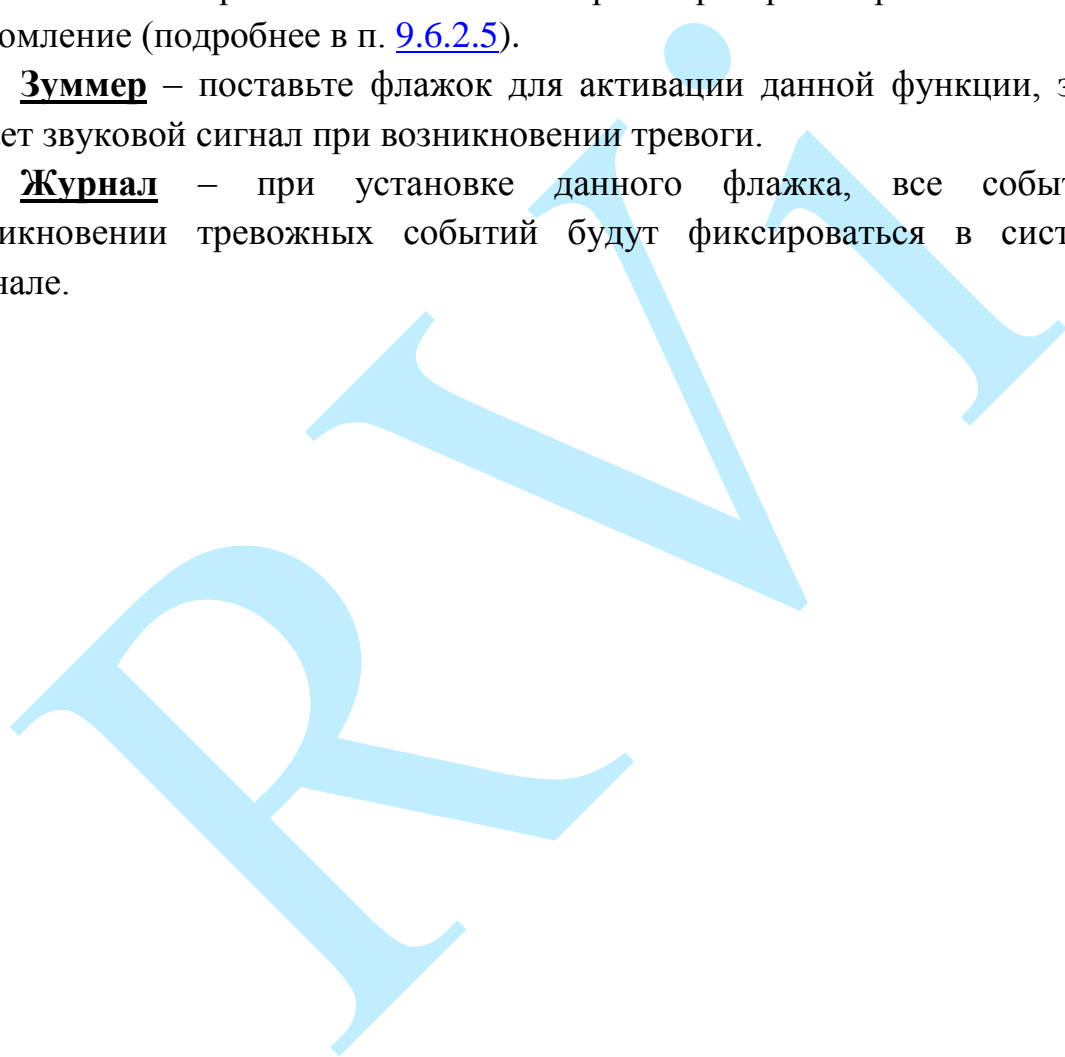 омление (подробнее в п. 9.6.2.5).
Зуммер – поставьте флажок для активации данной функции, з
ет звуковой сигнал при возникновении тревоги.
Журнал – при установке данного флажка, все событ
икновении тревожных событий будут фиксироваться в сист
нале.
RVi